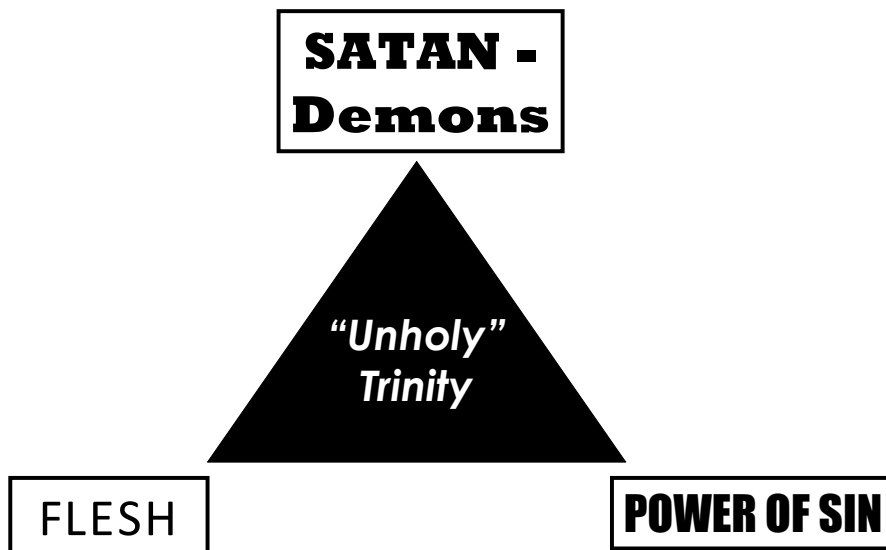 SATAN -
Demons
“Unholy”
Trinity
FLESH
POWER OF SIN